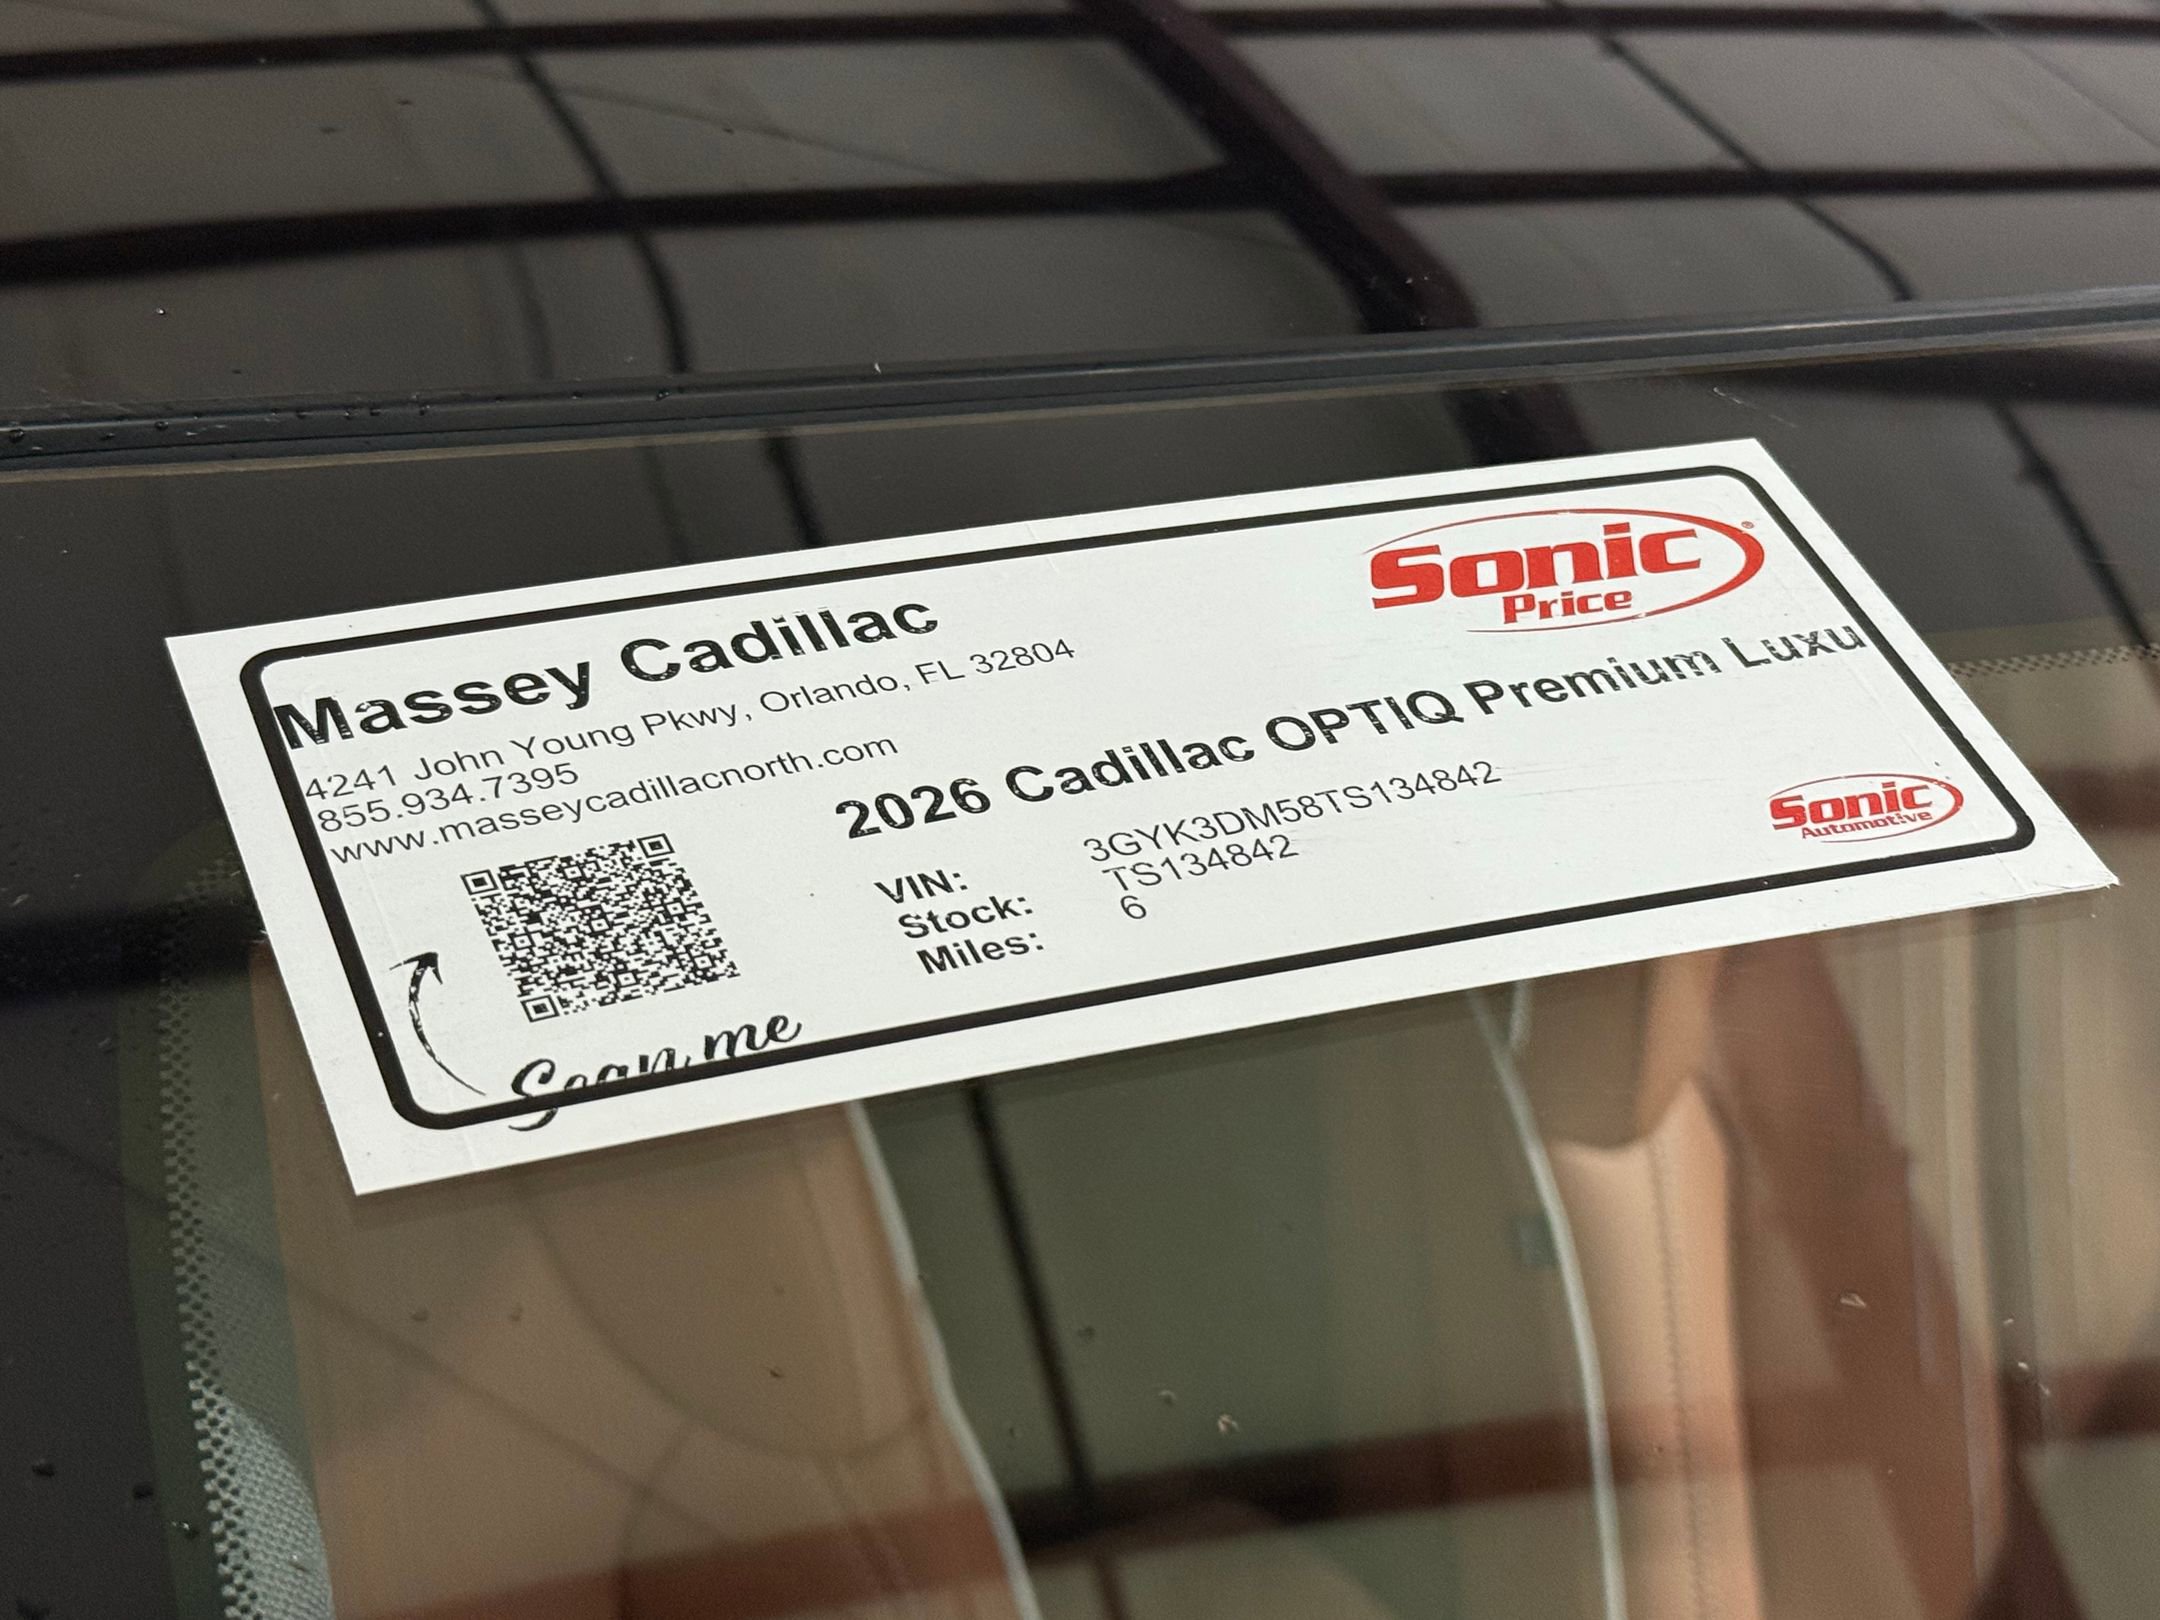 Massey Cadillac
4241 John Young Pkwy, Orlando, FL 32804
855.934.7395
www.masseycadillacnorth.com
Scan me
Sonic®
Price
2026 Cadillac OPTIQ Premium Luxu
VIN: 3GYK3DM58TS134842
Stock: TS134842
Miles: 6
Sonic
Automotive